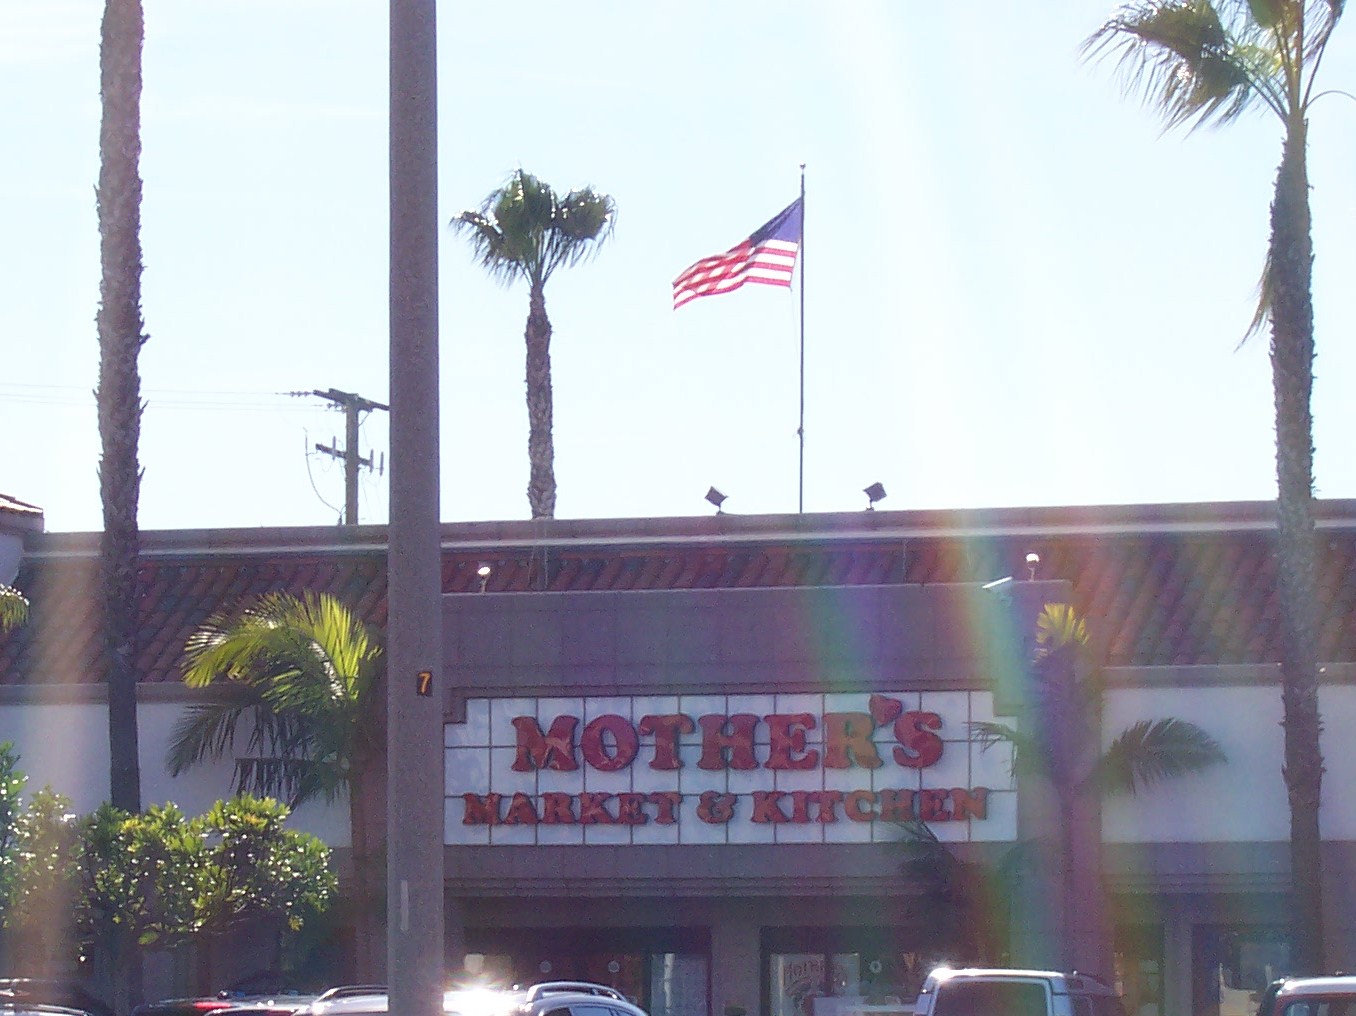 7
MOTHER'S
MARKET & KITCHEN